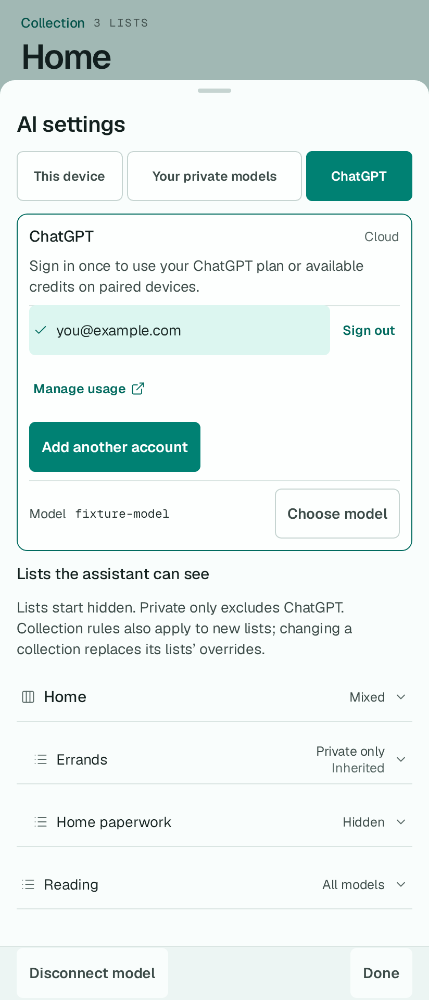 Collection 3 LISTS
Home
AI settings
This device
Your private models
ChatGPT
ChatGPT
Cloud
Sign in once to use your ChatGPT plan or available
credits on paired devices.
you@example.com
Sign out
Manage usage
Add another account
Model fixture-model
Choose model
Lists the assistant can see
Lists start hidden. Private only excludes ChatGPT.
Collection rules also apply to new lists; changing a
collection replaces its lists’ overrides.
Home
Mixed
Errands
Private only
Inherited
Home paperwork
Hidden
Reading
All models
Disconnect model
Done